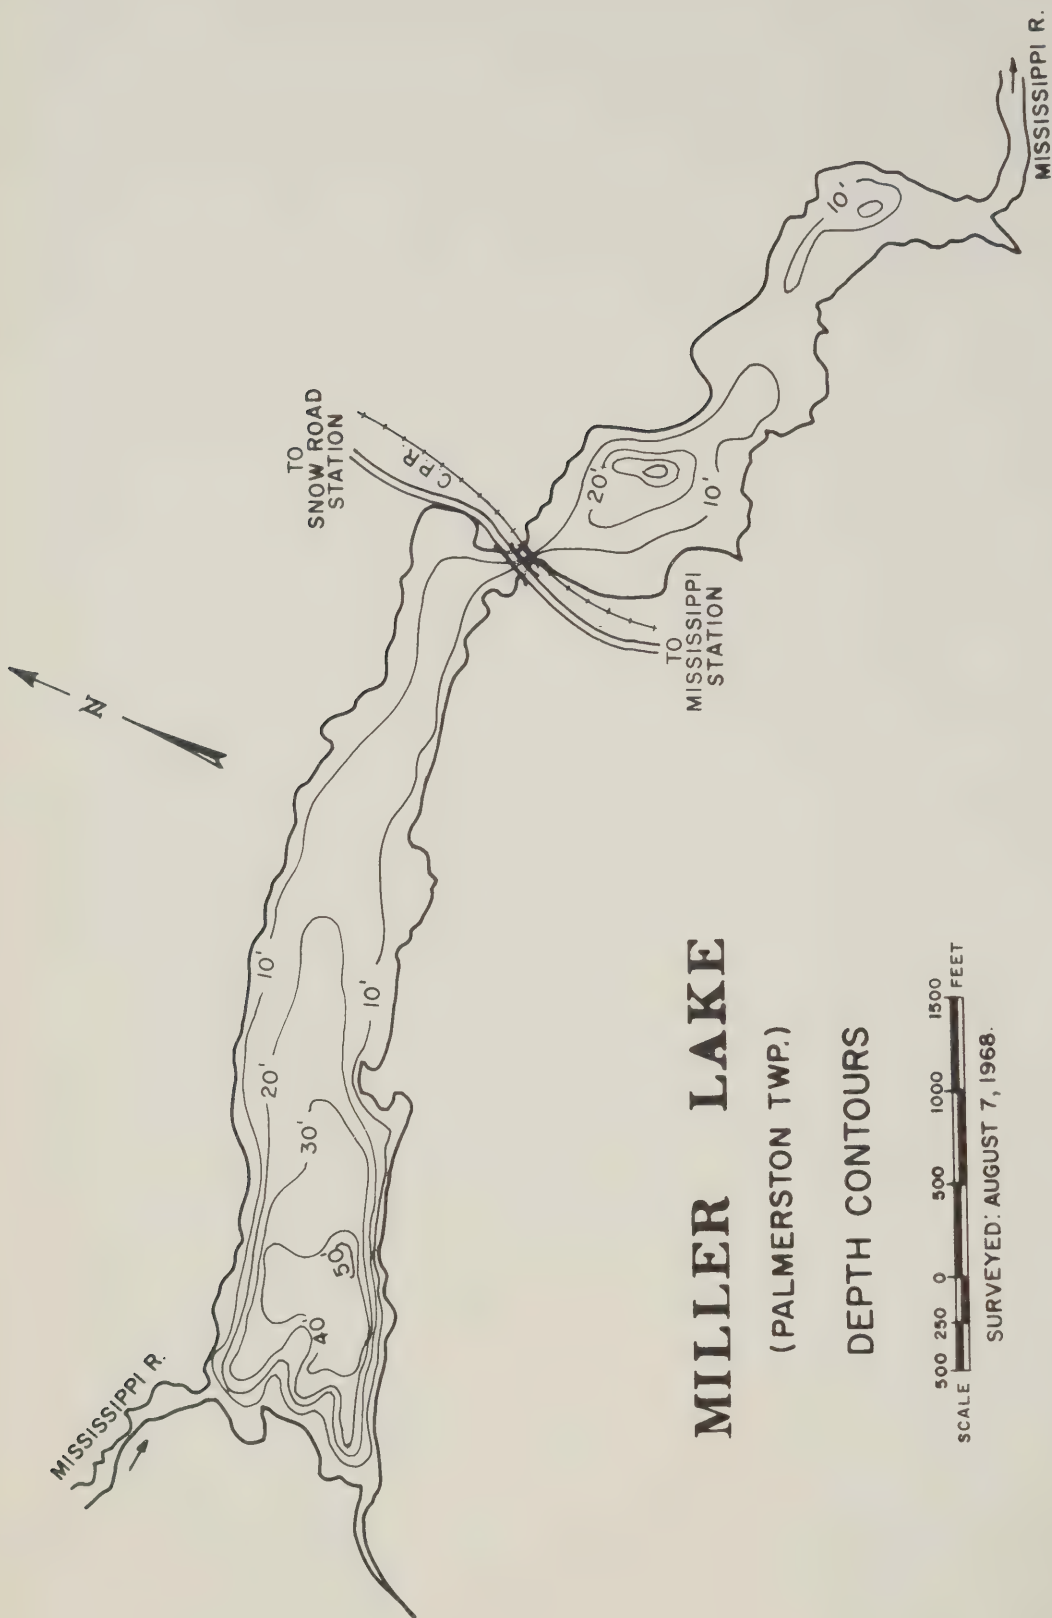 MISSISSIPPI R.
N
TO
SNOW ROAD
STATION
C.P.R.
TO
MISSISSIPPI
STATION
10'
20'
30'
40'
50'
10'
20'
10'
10'
MISSISSIPPI R.
MILLER LAKE
(PALMERSTON TWP.)
DEPTH CONTOURS
500 250 0 500 1000 1500
SCALE FEET
SURVEYED: AUGUST 7, 1968.